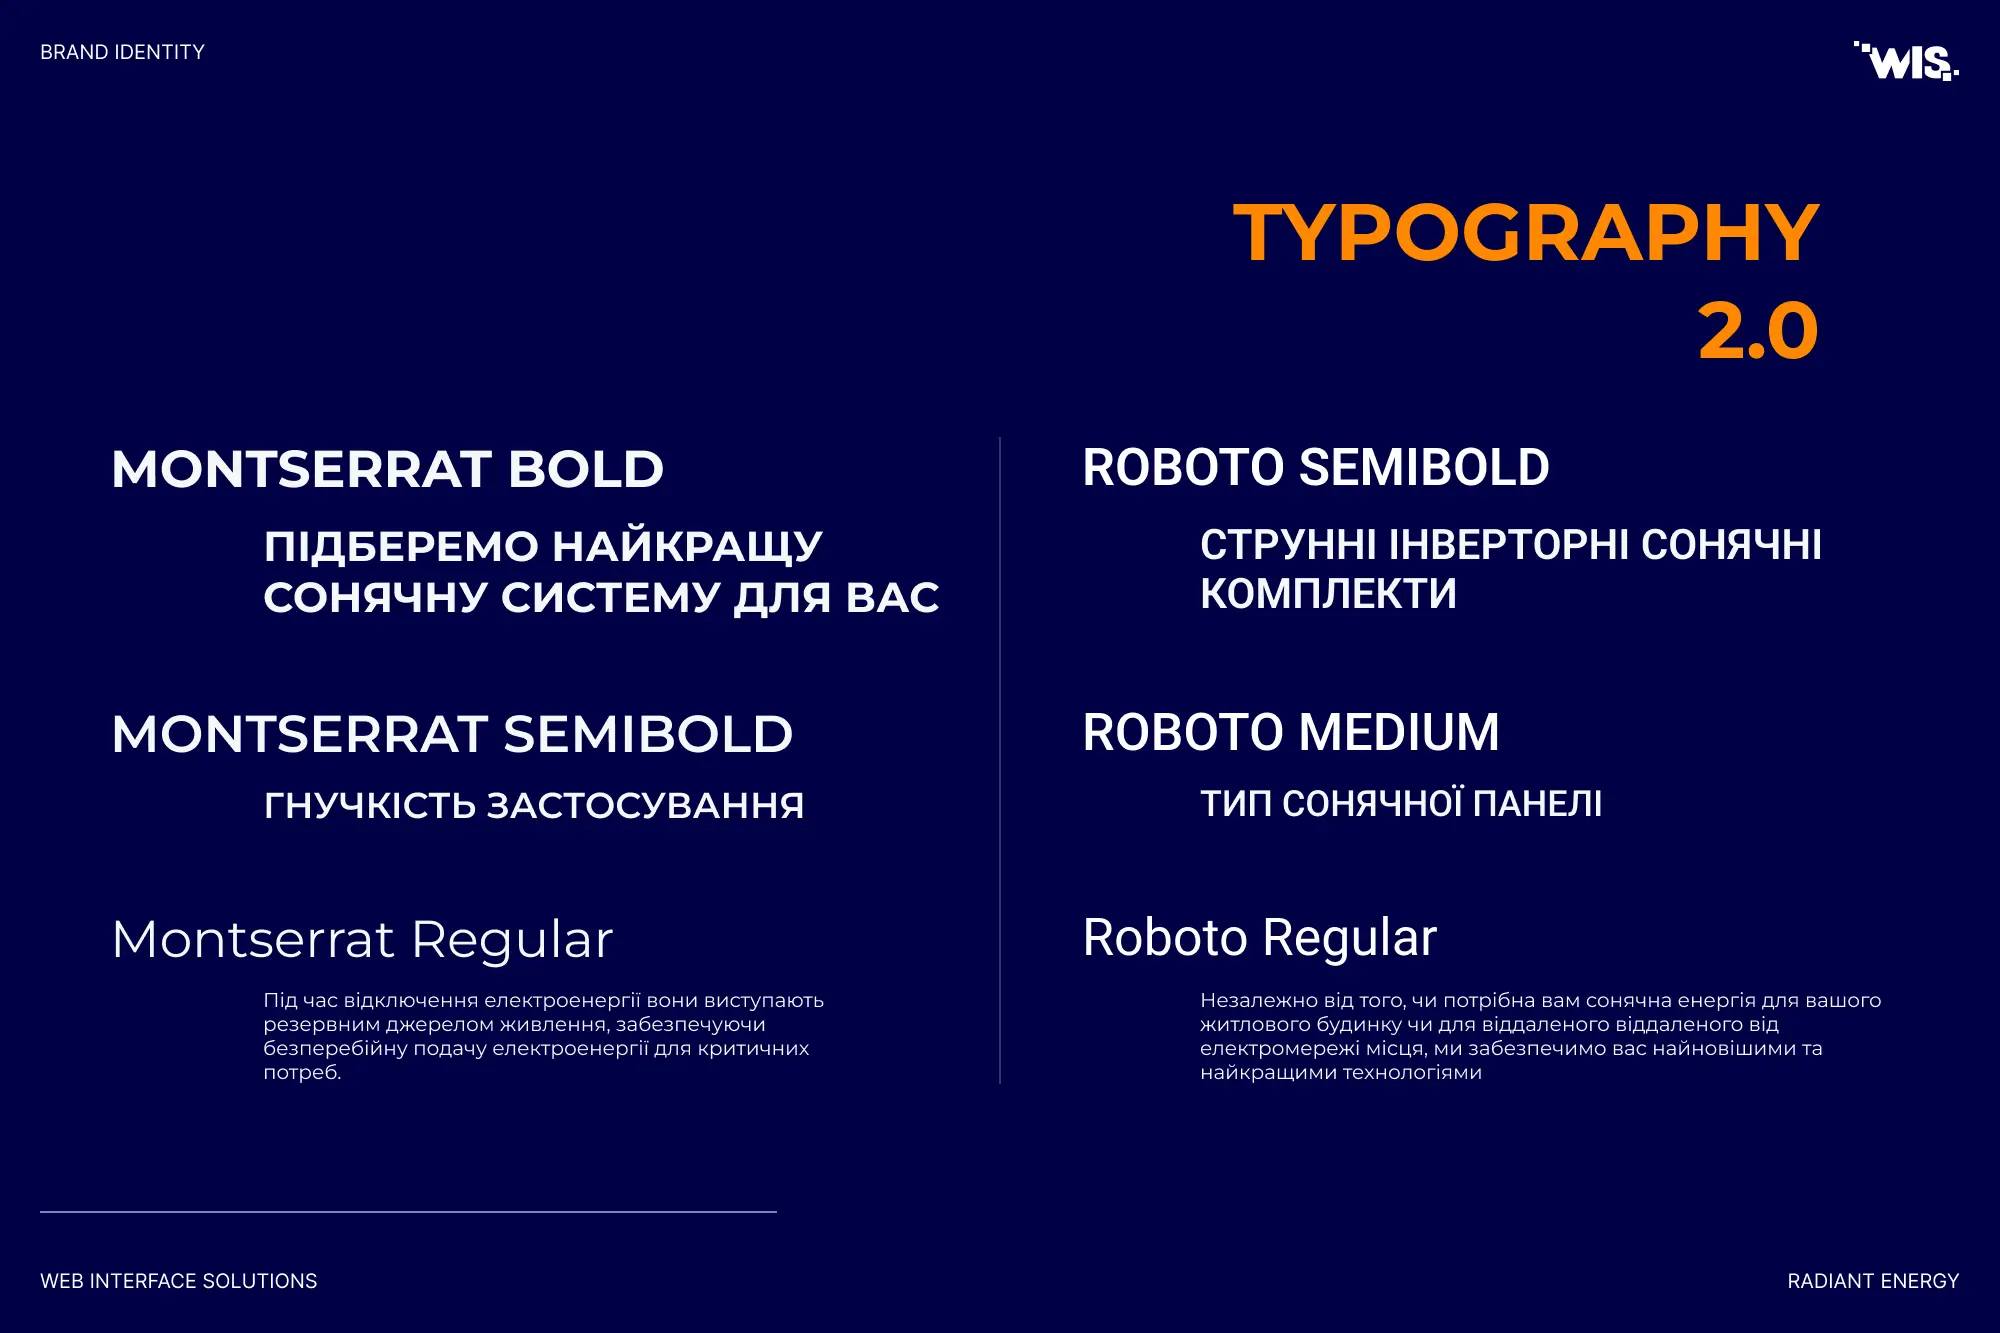 BRAND IDENTITY
WIS
TYPOGRAPHY
2.0
MONTSERRAT BOLD
ПІДБЕРЕМО НАЙКРАЩУ
СОНЯЧНУ СИСТЕМУ ДЛЯ ВАС
MONTSERRAT SEMIBOLD
ГНУЧКІСТЬ ЗАСТОСУВАННЯ
Montserrat Regular
Під час відключення електроенергії вони виступають
резервним джерелом живлення, забезпечуючи
безперебійну подачу електроенергії для критичних
потреб.
ROBOTO SEMIBOLD
СТРУННІ ІНВЕРТОРНІ СОНЯЧНІ
КОМПЛЕКТИ
ROBOTO MEDIUM
ТИП СОНЯЧНОЇ ПАНЕЛІ
Roboto Regular
Незалежно від того, чи потрібна вам сонячна енергія для вашого
житлового будинку чи для віддаленого віддаленого від
електромережі місця, ми забезпечимо вас найновішими та
найкращими технологіями
WEB INTERFACE SOLUTIONS
RADIANT ENERGY